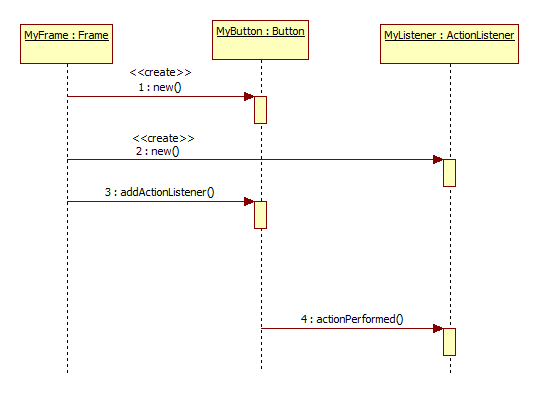 MyFrame : Frame
MyButton : Button
MyListener : ActionListener
<<create>>
1 : new()
<<create>>
2 : new()
3 : addActionListener()
4 : actionPerformed()